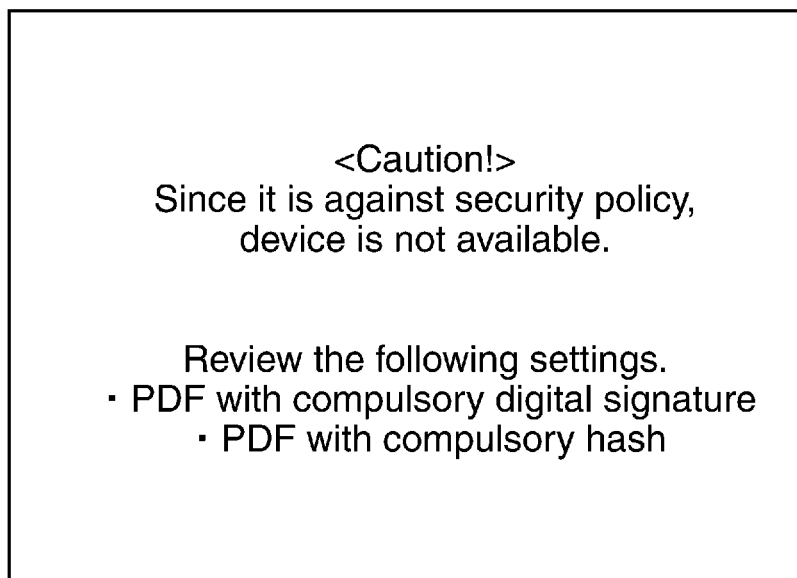 <Caution!>
Since it is against security policy,
device is not available.
Review the following settings.
・PDF with compulsory digital signature
・PDF with compulsory hash